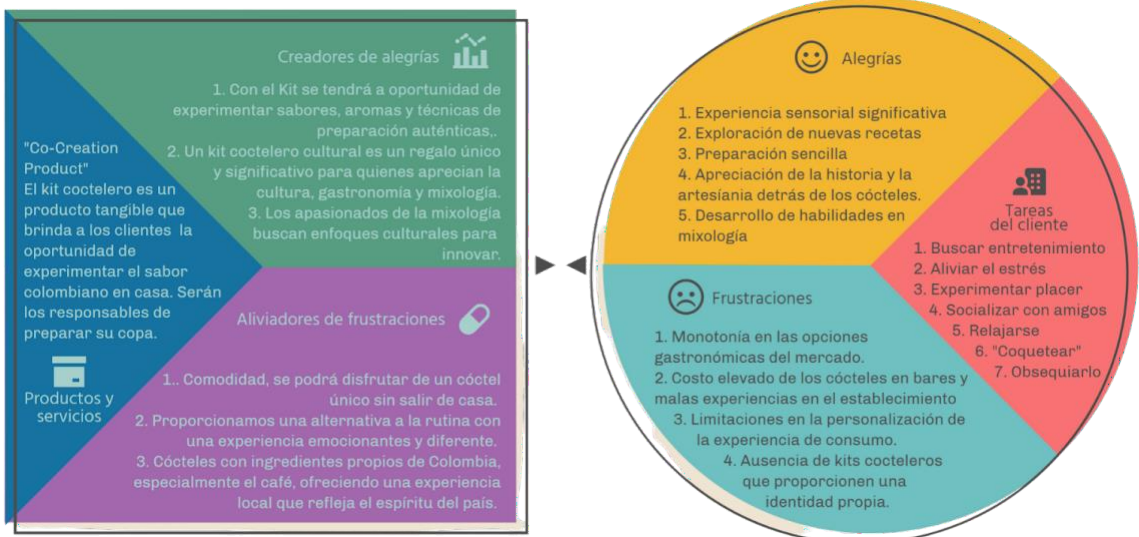 Creadores de alegrías
1. Con el Kit se tendrá a oportunidad de
experimentar sabores, aromas y técnicas de
preparación auténticas,.
2. Un kit coctelero cultural es un regalo único
y significativo para quienes aprecian la
cultura, gastronomía y mixología.
3. Los apasionados de la mixología
buscan enfoques culturales para
innovar.
"Co-Creation
Product"
El kit coctelero es un
producto tangible que
brinda a los clientes la
oportunidad de
experimentar el sabor
colombiano en casa. Serán
los responsables de
preparar su copa.
Productos y
servicios
Aliviadores de frustraciones
1.. Comodidad, se podrá disfrutar de un cóctel
único sin salir de casa.
2. Proporcionamos una alternativa a la rutina con
una experiencia emocionantes y diferente.
3. Cócteles con ingredientes propios de Colombia,
especialmente el café, ofreciendo una experiencia
local que refleja el espíritu del país.
Alegrías
1. Experiencia sensorial significativa
2. Exploración de nuevas recetas
3. Preparación sencilla
4. Apreciación de la historia y la
artesíania detrás de los cócteles.
5. Desarrollo de habilidades en
mixología
Tareas
del cliente
1. Buscar entretenimiento
2. Aliviar el estrés
3. Experimentar placer
4. Socializar con amigos
5. Relajarse
6. "Coquetear"
7. Obsequiarlo
Frustraciones
1. Monotonía en las opciones
gastronómicas del mercado.
2. Costo elevado de los cócteles en bares y
malas experiencias en el establecimiento
3. Limitaciones en la personalización de
la experiencia de consumo.
4. Ausencia de kits cocteleros
que proporcionen una
identidad propia.